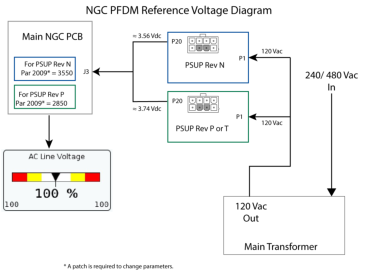 NGC PFDM Reference Voltage Diagram
Main NGC PCB
For PSUP Rev N
Par 2009* = 3550
For PSUP Rev P
Par 2009* = 2850
J3
= 3.56 Vdc
= 3.74 Vdc
P20
P1
PSUP Rev N
120 Vac
P20
P1
PSUP Rev P or T
120 Vac
240/ 480 Vac
In
AC Line Voltage
100 %
100
100
120 Vac
Out
Main Transformer
* A patch is required to change parameters.